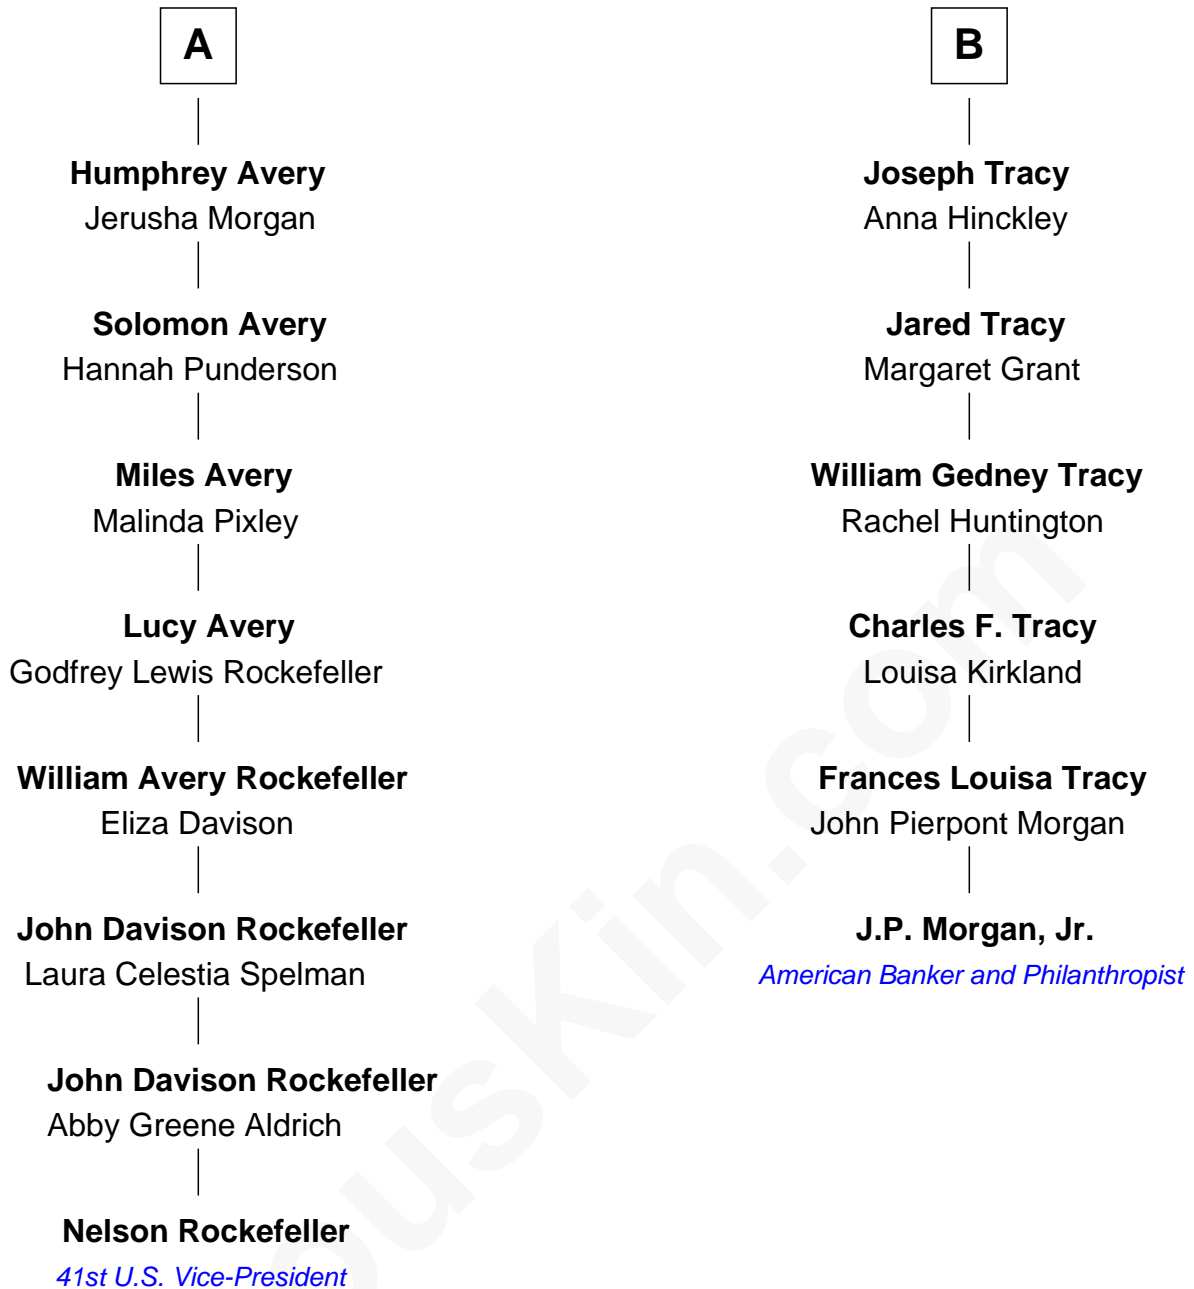 A
Humphrey Avery
Jerusha Morgan
Solomon Avery
Hannah Punderson
Miles Avery
Malinda Pixley
Lucy Avery
Godfrey Lewis Rockefeller
William Avery Rockefeller
Eliza Davison
John Davison Rockefeller
Laura Celestia Spelman
John Davison Rockefeller
Abby Greene Aldrich
Nelson Rockefeller
41st U.S. Vice-President
B
Joseph Tracy
Anna Hinckley
Jared Tracy
Margaret Grant
William Gedney Tracy
Rachel Huntington
Charles F. Tracy
Louisa Kirkland
Frances Louisa Tracy
John Pierpont Morgan
J.P. Morgan, Jr.
American Banker and Philanthropist
ousKin.com